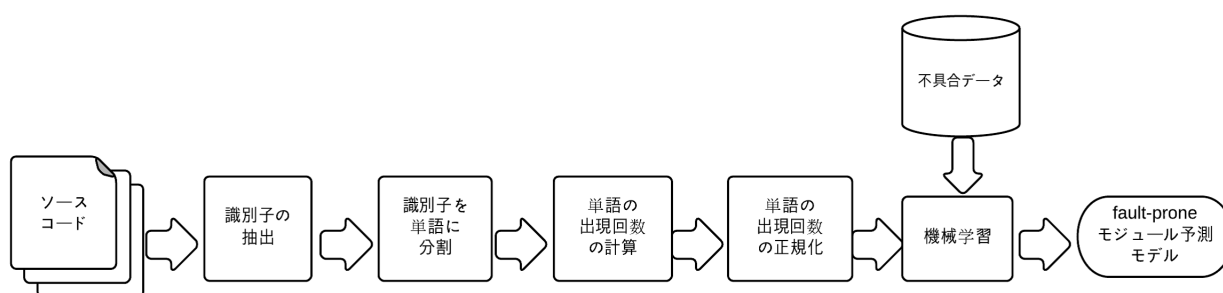 不具合データ
ソース
コード
識別子の
抽出
識別子を
単語に
分割
単語の
出現回数
の計算
単語の
出現回数
の正規化
機械学習
fault-prone
モジュール予測
モデル